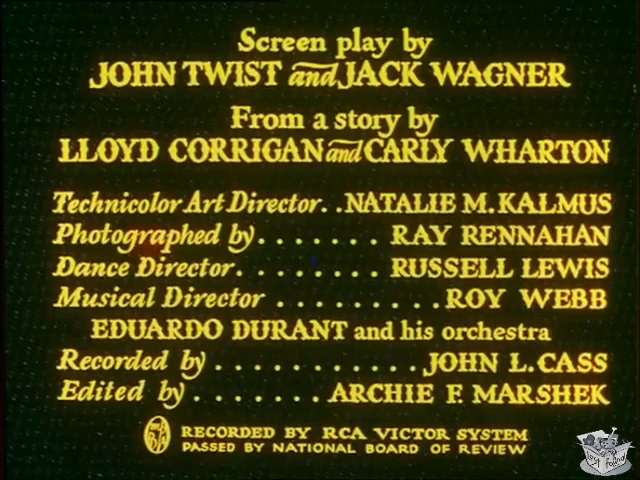 Screen play by
JOHN TWIST and JACK WAGNER
From a story by
LLOYD CORRIGAN and CARLY WHARTON
Technicolor Art Director. . NATALIE M. KALMUS
Photographed by. . . . . . . RAY RENNAHAN
Dance Director. . . . . . . . RUSSELL LEWIS
Musical Director . . . . . . . . . ROY WEBB
EDUARDO DURANT and his orchestra
Recorded by . . . . . . . . . . . . JOHN L. CASS
Edited by . . . . . . . ARCHIE F. MARSHEK
RECORDED BY RCA VICTOR SYSTEM
PASSED BY NATIONAL BOARD OF REVIEW